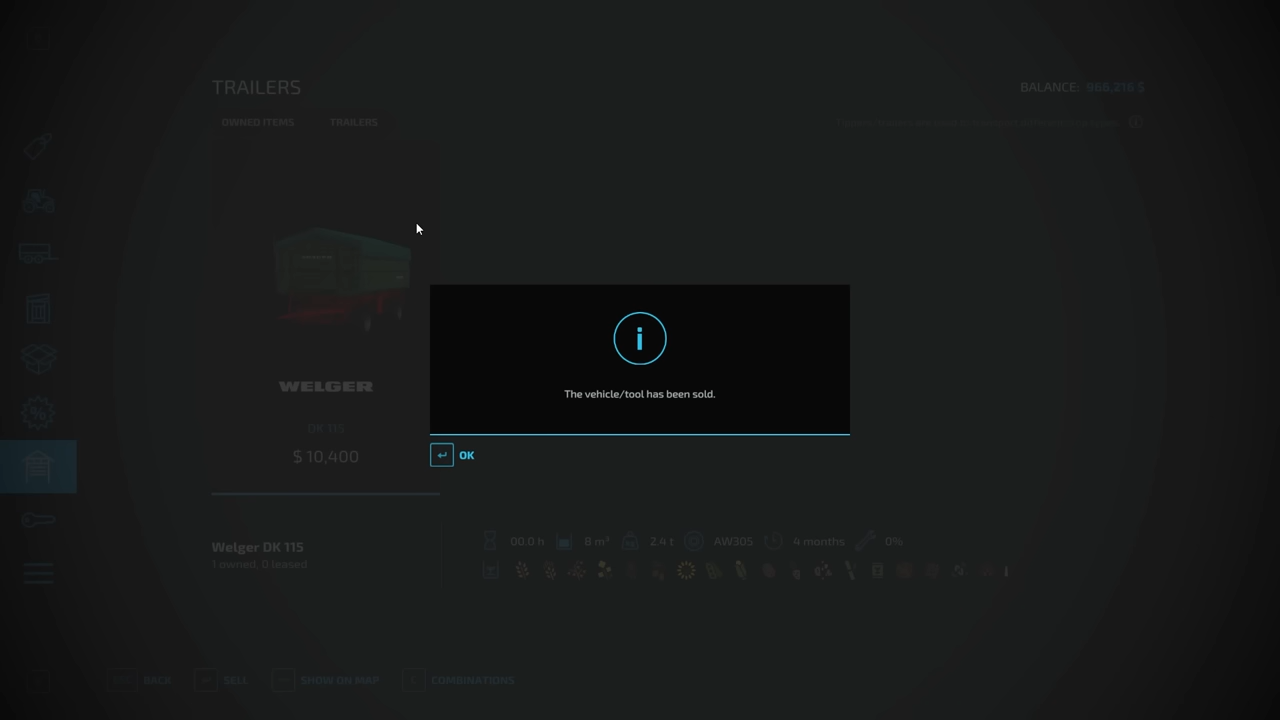 TRAILERS
BALANCE: 966,216 $
OWNED ITEMS TRAILERS
WELGER
DK 115
$ 10,400
i
The vehicle/tool has been sold.
OK
Welger DK 115
1 owned, 0 leased
00.0 h 8 m³ 2.4 t AW305 4 months 0%
BACK SELL SHOW ON MAP COMBINATIONS